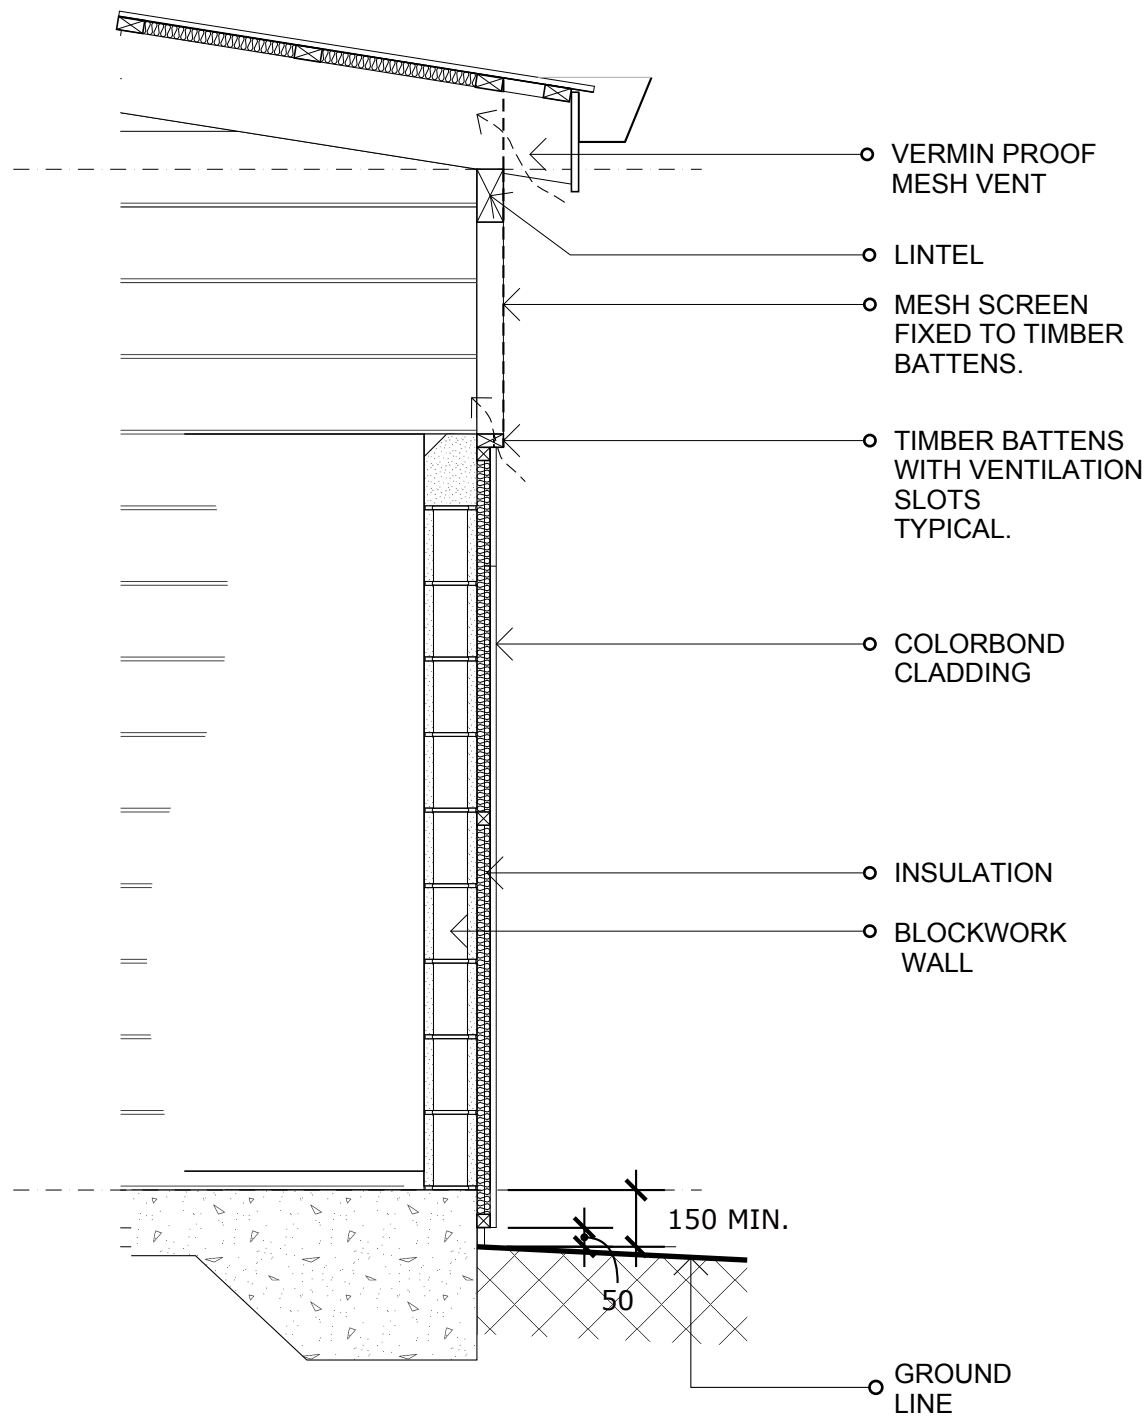 VERMIN PROOF
MESH VENT
LINTEL
MESH SCREEN
FIXED TO TIMBER
BATTENS.
TIMBER BATTENS
WITH VENTILATION
SLOTS
TYPICAL.
COLORBOND
CLADDING
INSULATION
BLOCKWORK
WALL
150 MIN.
50
GROUND
LINE